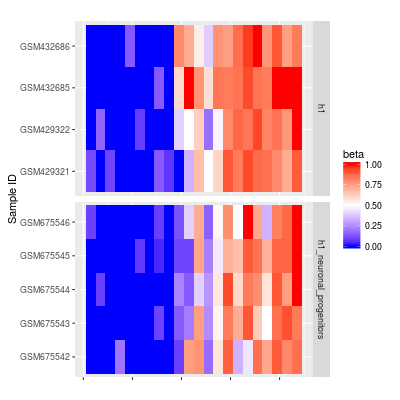 Sample ID
GSM432686
GSM432685
GSM429322
GSM429321
h1
GSM675546
GSM675545
GSM675544
GSM675543
GSM675542
h1_neuronal_progenitors
beta
1.00
0.75
0.50
0.25
0.00